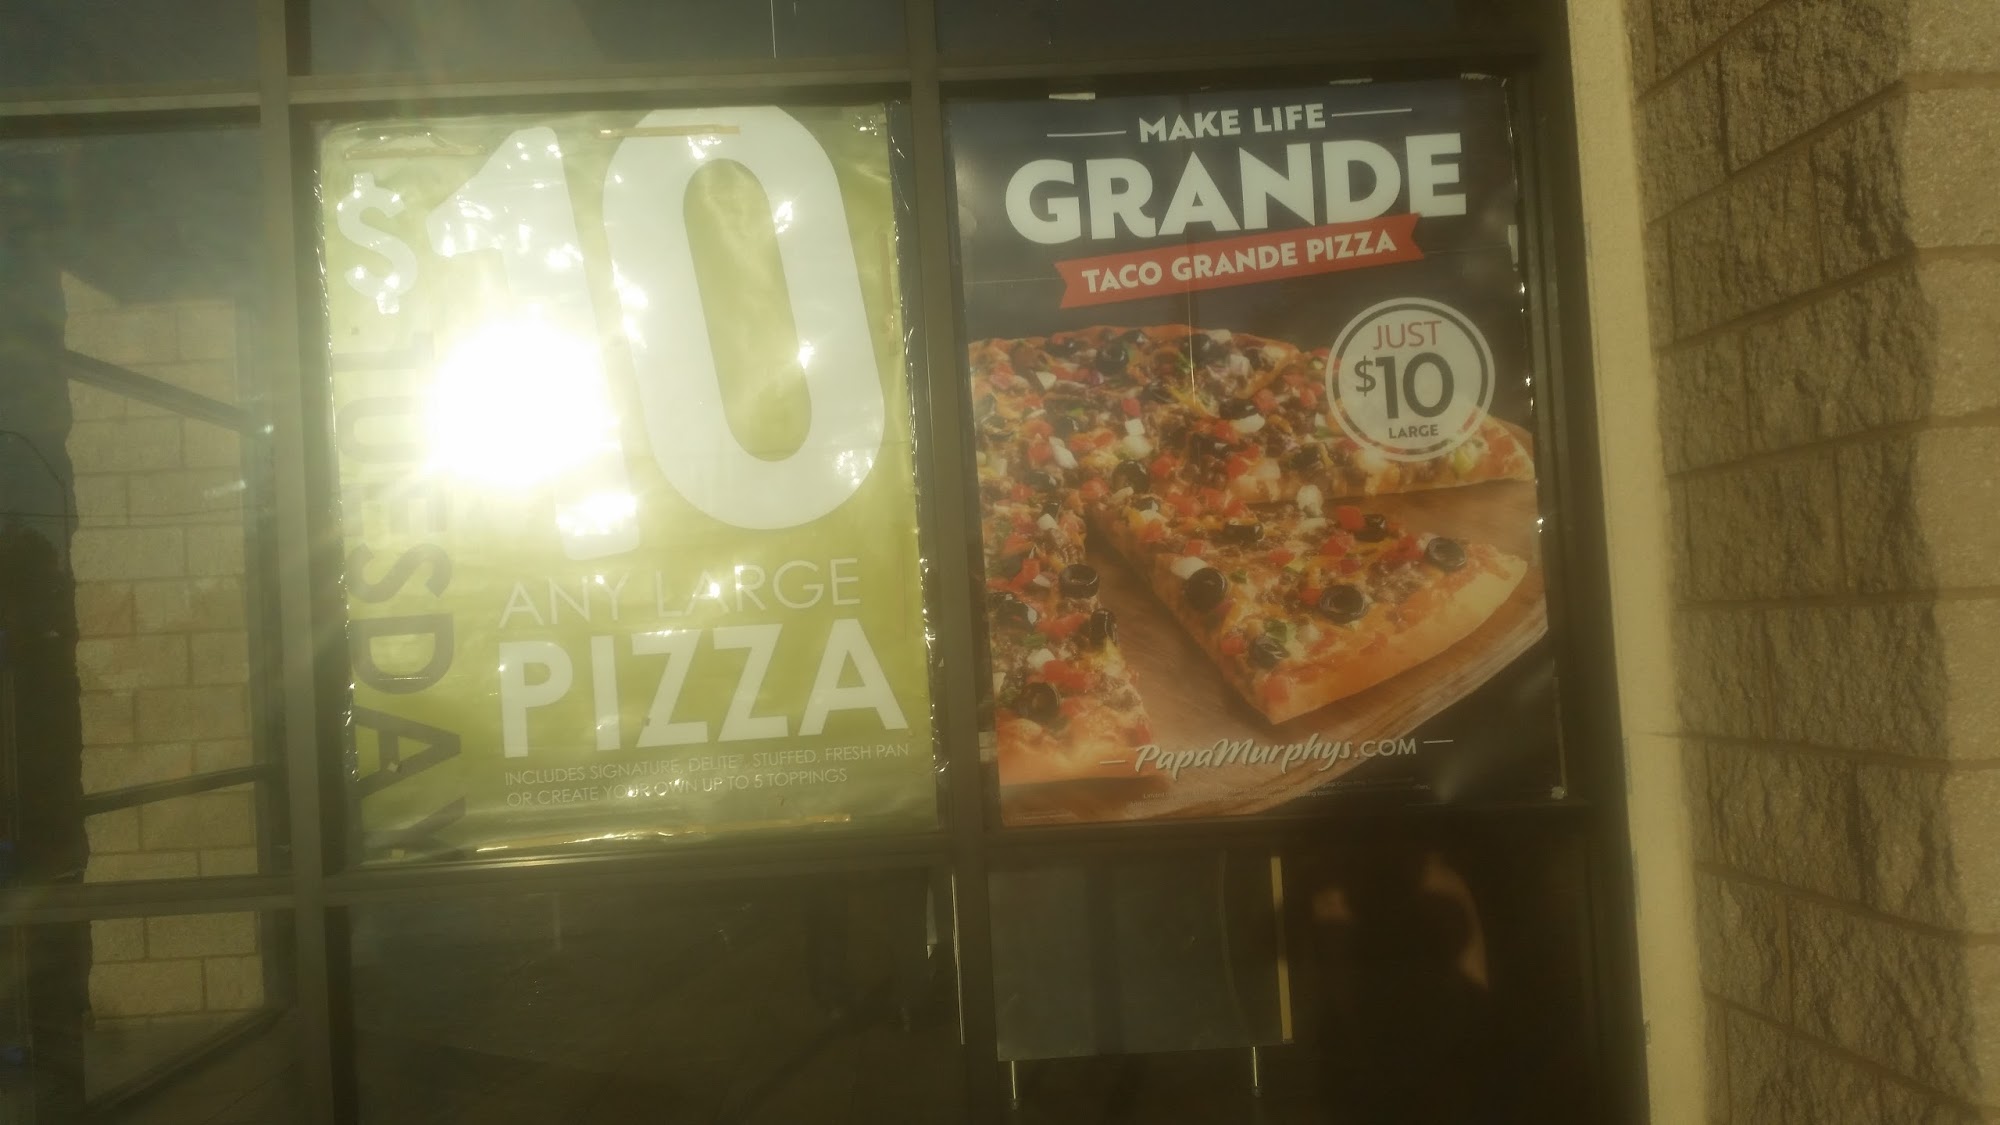 $10
TUESDAY
ANY LARGE
PIZZA
INCLUDES SIGNATURE, DELITE, STUFFED, FRESH PAN
OR CREATE YOUR OWN UP TO 5 TOPPINGS
MAKE LIFE
GRANDE
TACO GRANDE PIZZA
JUST
$10
LARGE
PapaMurphys.COM